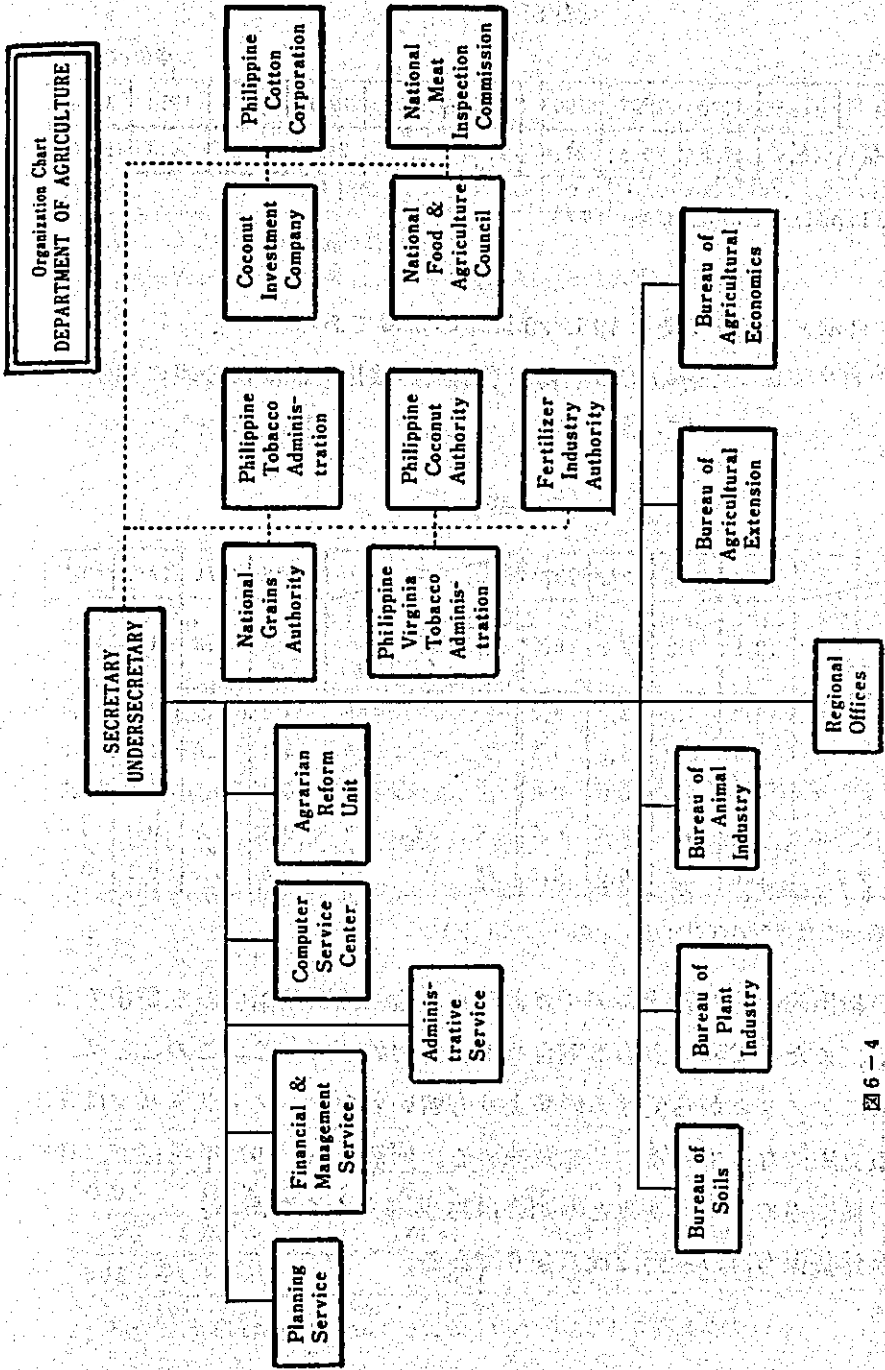 Organization Chart
DEPARTMENT OF AGRICULTURE
SECRETARY
UNDERSECRETARY
Planning
Service
Financial &
Management
Service
Computer
Service
Center
Agrarian
Reform
Unit
Adminis-
trative
Service
National
Grains
Authority
Philippine
Tobacco
Adminis-
tration
Coconut
Investment
Company
Philippine
Cotton
Corporation
Philippine
Virginia
Tobacco
Adminis-
tration
Philippine
Coconut
Authority
National
Food &
Agriculture
Council
National
Meat
Inspection
Commission
Fertilizer
Industry
Authority
Bureau of
Soils
Bureau of
Plant
Industry
Bureau of
Animal
Industry
Bureau of
Agricultural
Extension
Bureau of
Agricultural
Economics
Regional
Offices
図6-4